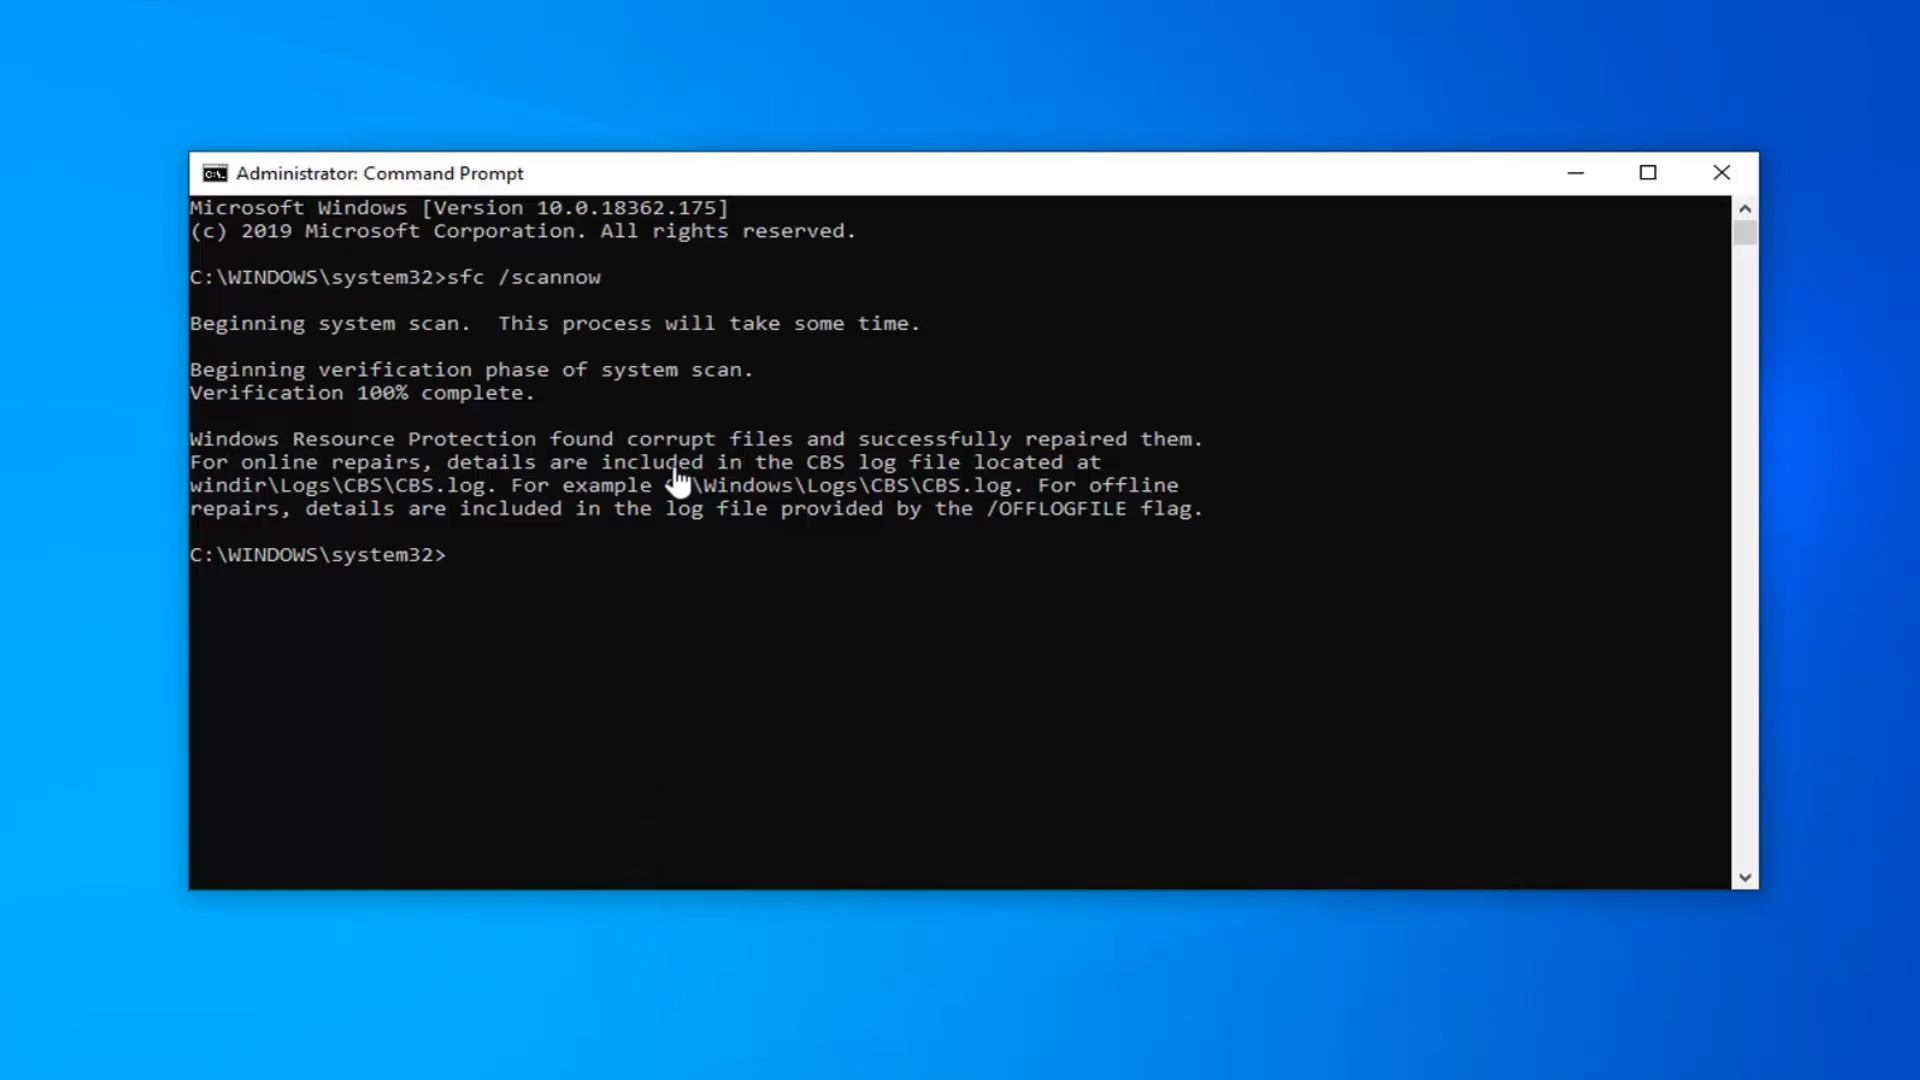 Administrator: Command Prompt
Microsoft Windows [Version 10.0.18362.175]
(c) 2019 Microsoft Corporation. All rights reserved.
C:\WINDOWS\system32>sfc /scannow
Beginning system scan.  This process will take some time.
Beginning verification phase of system scan.
Verification 100% complete.
Windows Resource Protection found corrupt files and successfully repaired them.
For online repairs, details are included in the CBS log file located at
windir\Logs\CBS\CBS.log. For example \Windows\Logs\CBS\CBS.log. For offline
repairs, details are included in the log file provided by the /OFFLOGFILE flag.
C:\WINDOWS\system32>